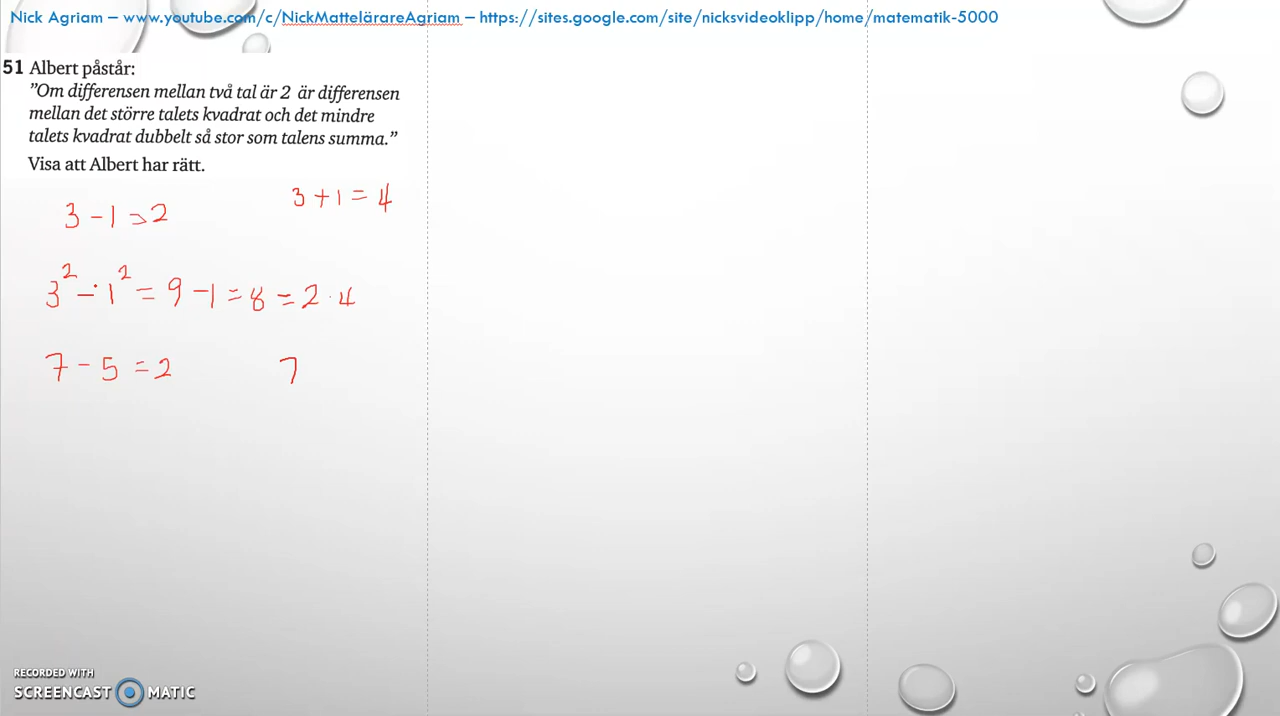 Nick Agriam – www.youtube.com/c/NickMattelärareAgriam – https://sites.google.com/site/nicksvideoklipp/home/matematik-5000
51 Albert påstår:
”Om differensen mellan två tal är 2 är differensen
mellan det större talets kvadrat och det mindre
talets kvadrat dubbelt så stor som talens summa.”
Visa att Albert har rätt.
3 + 1 = 4
3 - 1 = 2
3² - 1² = 9 - 1 = 8 = 2 · 4
7 - 5 = 2 7
RECORDED WITH
SCREENCAST MATIC